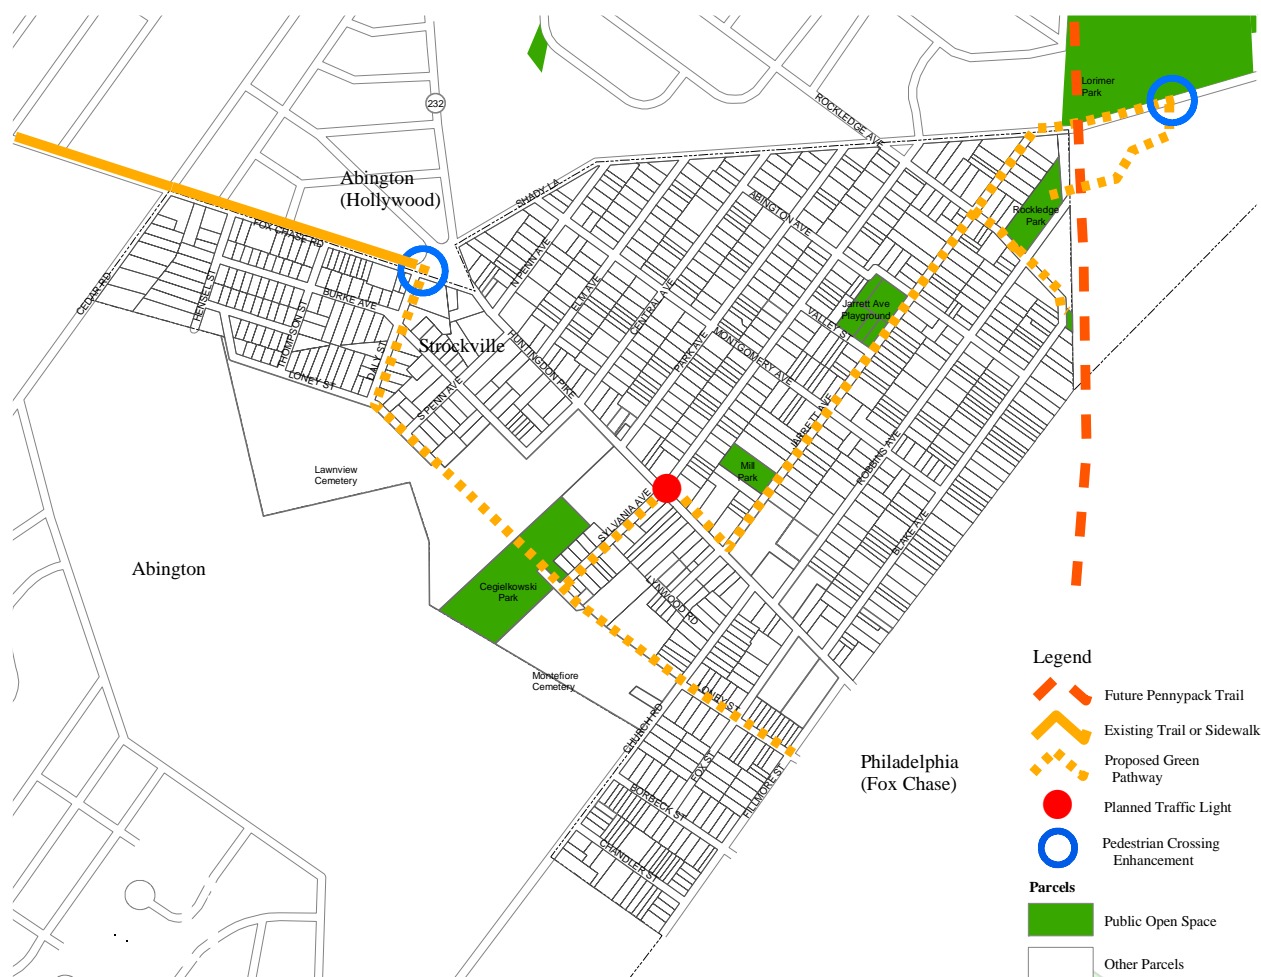 Lorimer
Park
232
ROCKLEDGE AVE
Abington
(Hollywood)
SHADY LA
ABINGTON AVE
Rockledge
Park
FOX CHASE RD
N PENN AVE
CEDAR RD
HENSEL ST
BURKE AVE
ELM AVE
CENTRAL AVE
Jarrett Ave
Playground
VALLEY S
THOMPSON ST
Strockville
HUNTINGDON PIKE
PARK AVE
MONTGOMERY AVE
DALY ST
LONEY ST
S PENN AVE
JARRETT AVE
ROBBINS AVE
Lawnview
Cemetery
Mill
Park
SYLVANIA AVE
BLAKE AVE
Abington
Cegielkowski
Park
LYNWOOD RD
Montefiore
Cemetery
LONEY ST
CHURCH RD
FOX ST
FILLMORE ST
Philadelphia
(Fox Chase)
BORBECK ST
CHANDLER ST
Legend
Future Pennypack Trail
Existing Trail or Sidewalk
Proposed Green
Pathway
Planned Traffic Light
Pedestrian Crossing
Enhancement
Parcels
Public Open Space
Other Parcels